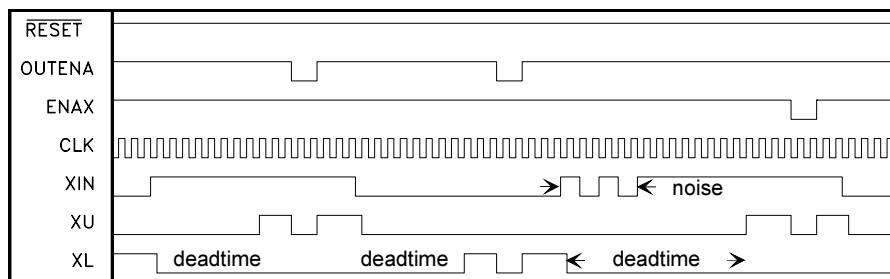 RESET
OUTENA
ENAX
CLK
XIN noise
XU
XL deadtime deadtime deadtime